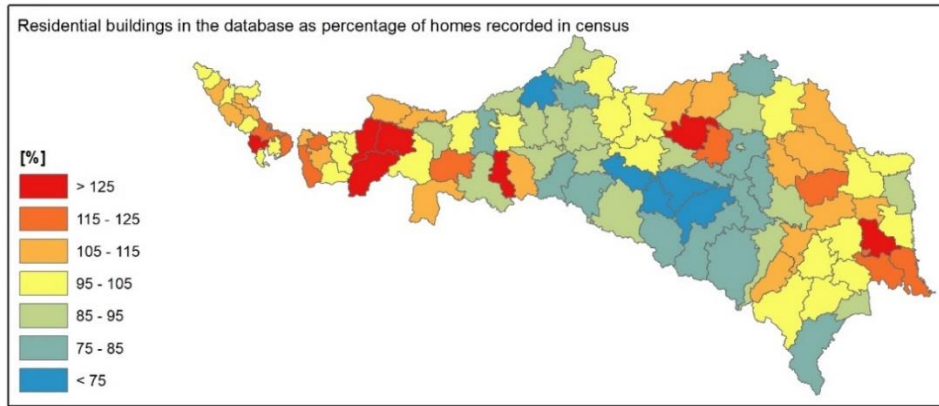 Residential buildings in the database as percentage of homes recorded in census
[%]
> 125
115 - 125
105 - 115
95 - 105
85 - 95
75 - 85
< 75